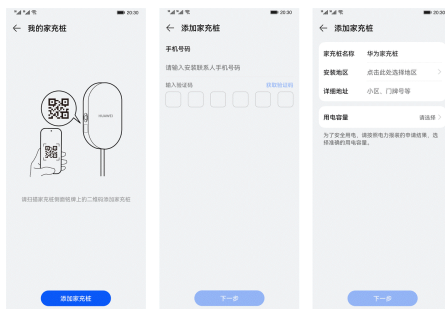 20:30
我的家充桩
HUAWEI
请扫描家充桩侧面铭牌上的二维码添加家充桩
添加家充桩
20:30
添加家充桩
手机号码
请输入安装联系人手机号码
输入验证码
获取验证码
下一步
20:30
添加家充桩
家充桩名称 华为家充桩
安装地区 点击此处选择地区
详细地址 小区、门牌号等
用电容量 请选择
为了安全用电，请按照电力报装的申请结果，选
择准确的用电容量。
下一步